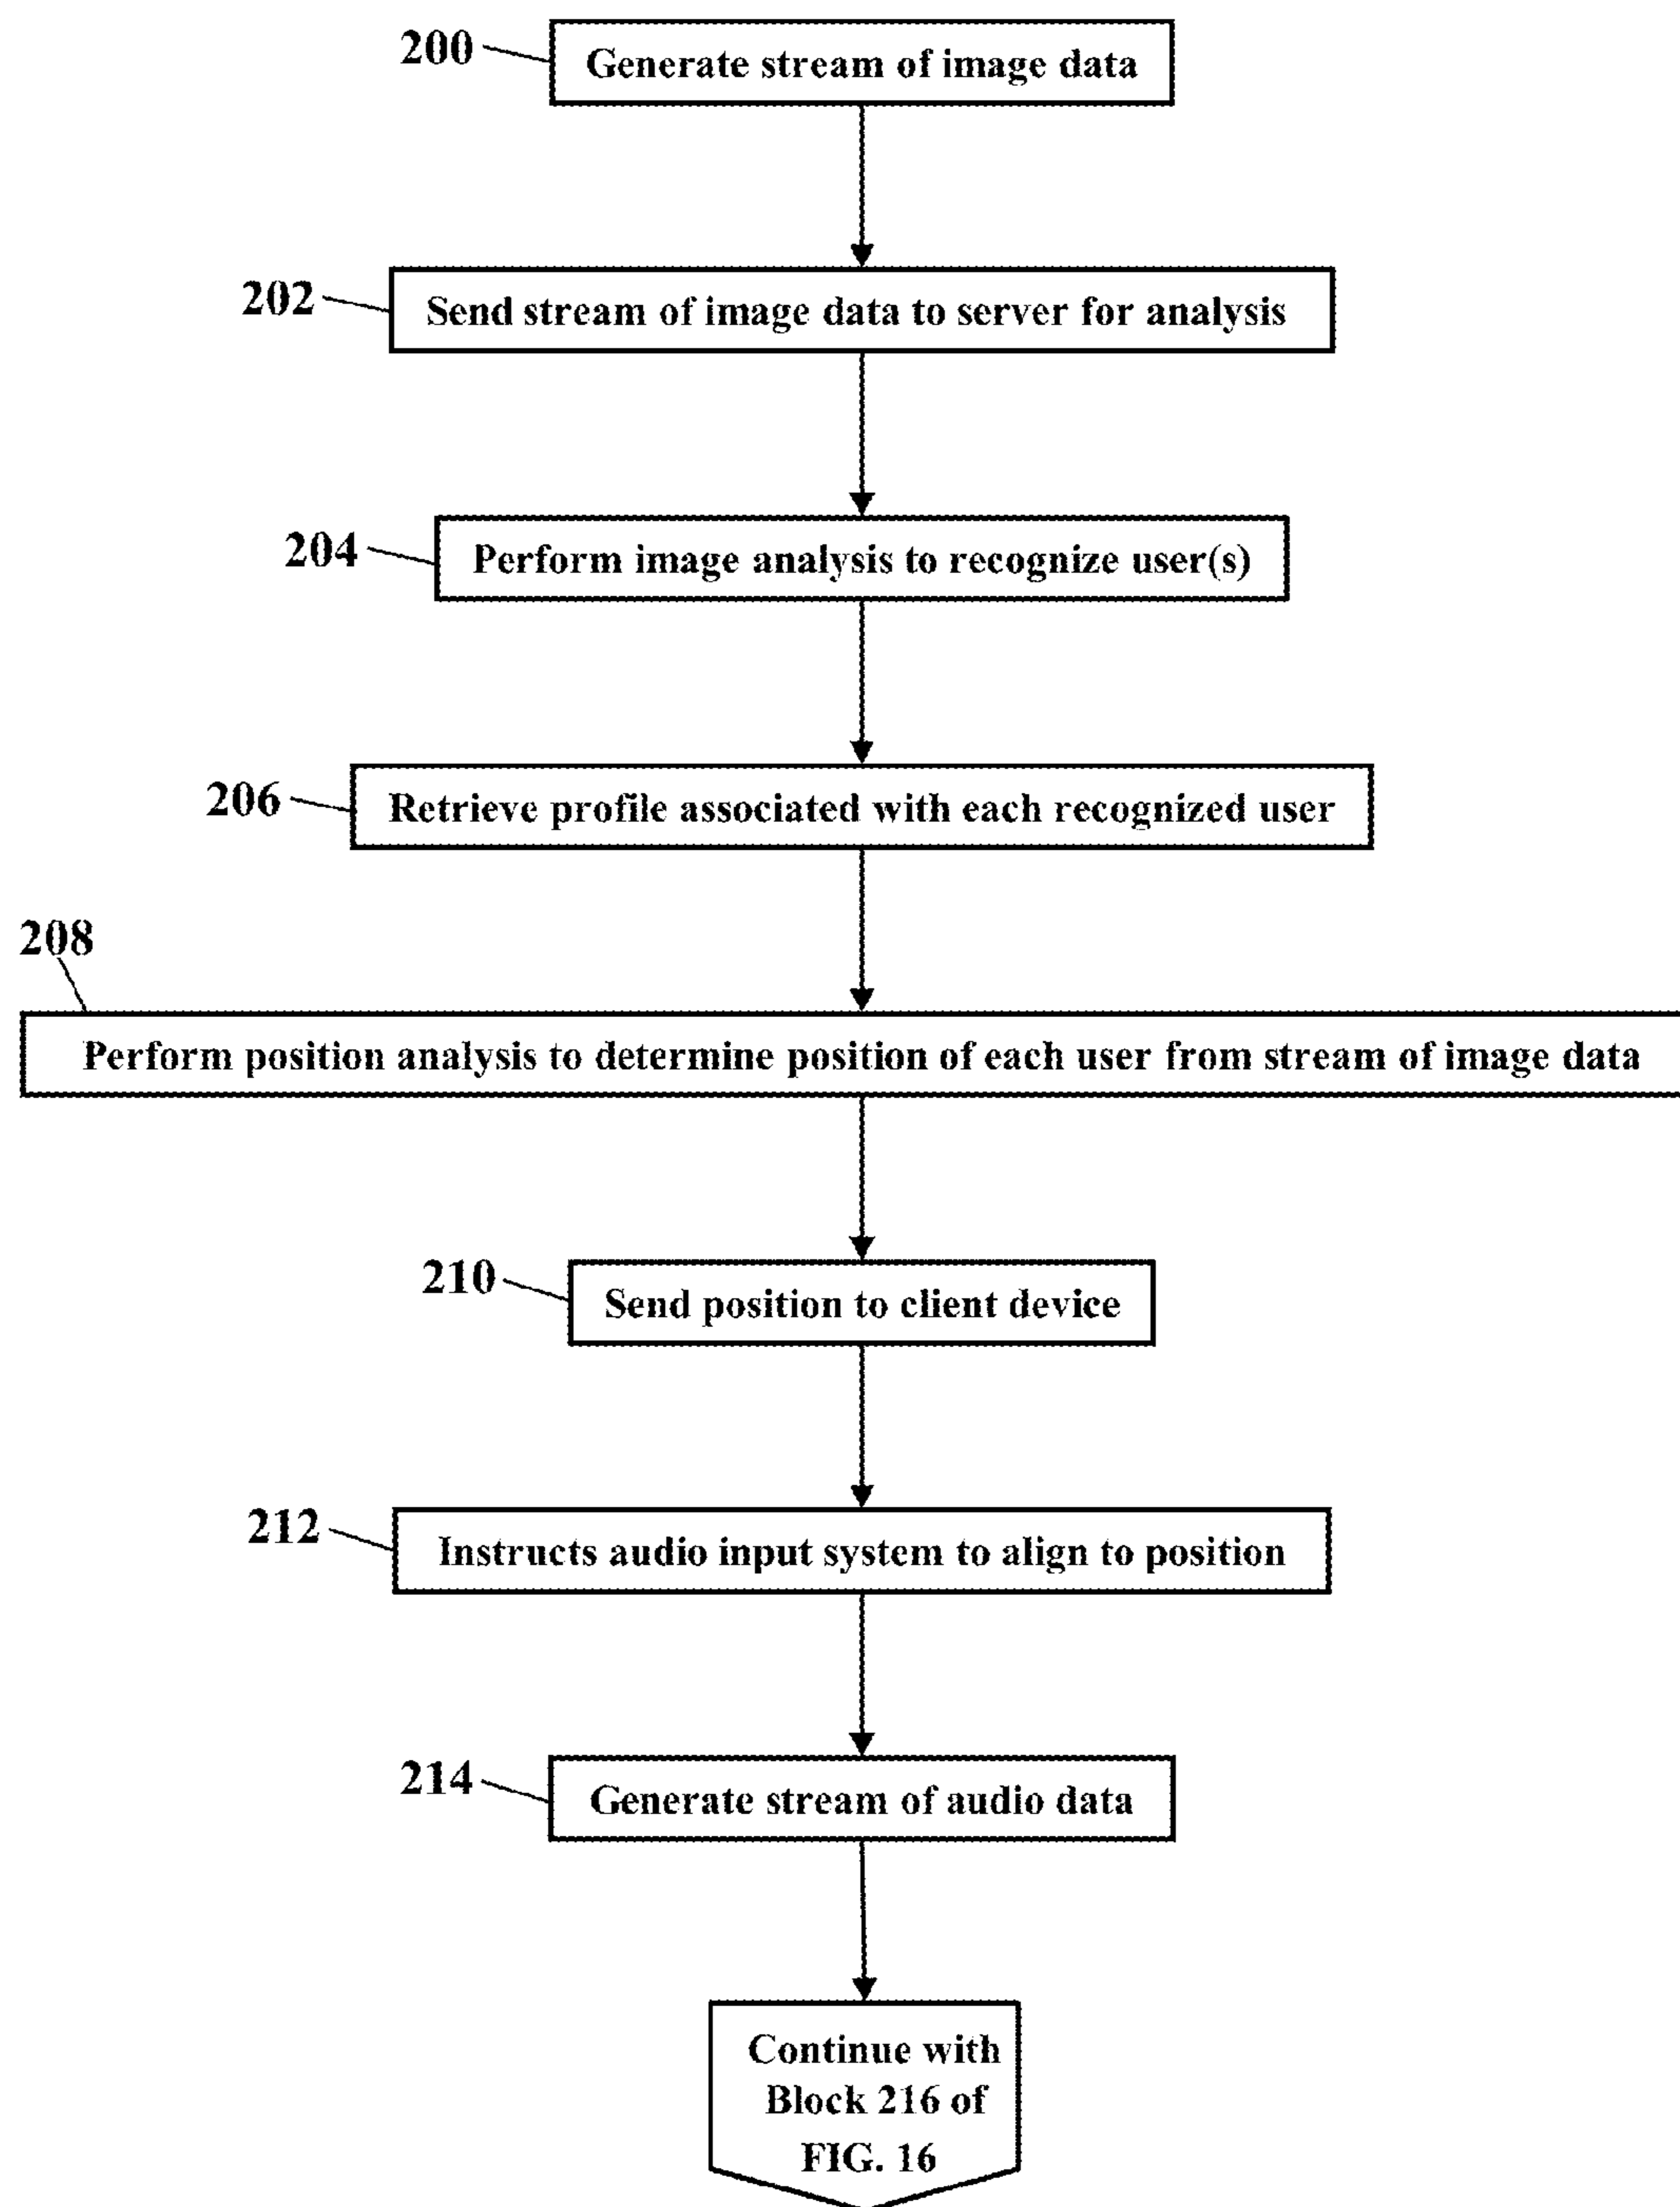 200
Generate stream of image data
202
Send stream of image data to server for analysis
204
Perform image analysis to recognize user(s)
206
Retrieve profile associated with each recognized user
208
Perform position analysis to determine position of each user from stream of image data
210
Send position to client device
212
Instructs audio input system to align to position
214
Generate stream of audio data
Continue with
Block 216 of
FIG. 16